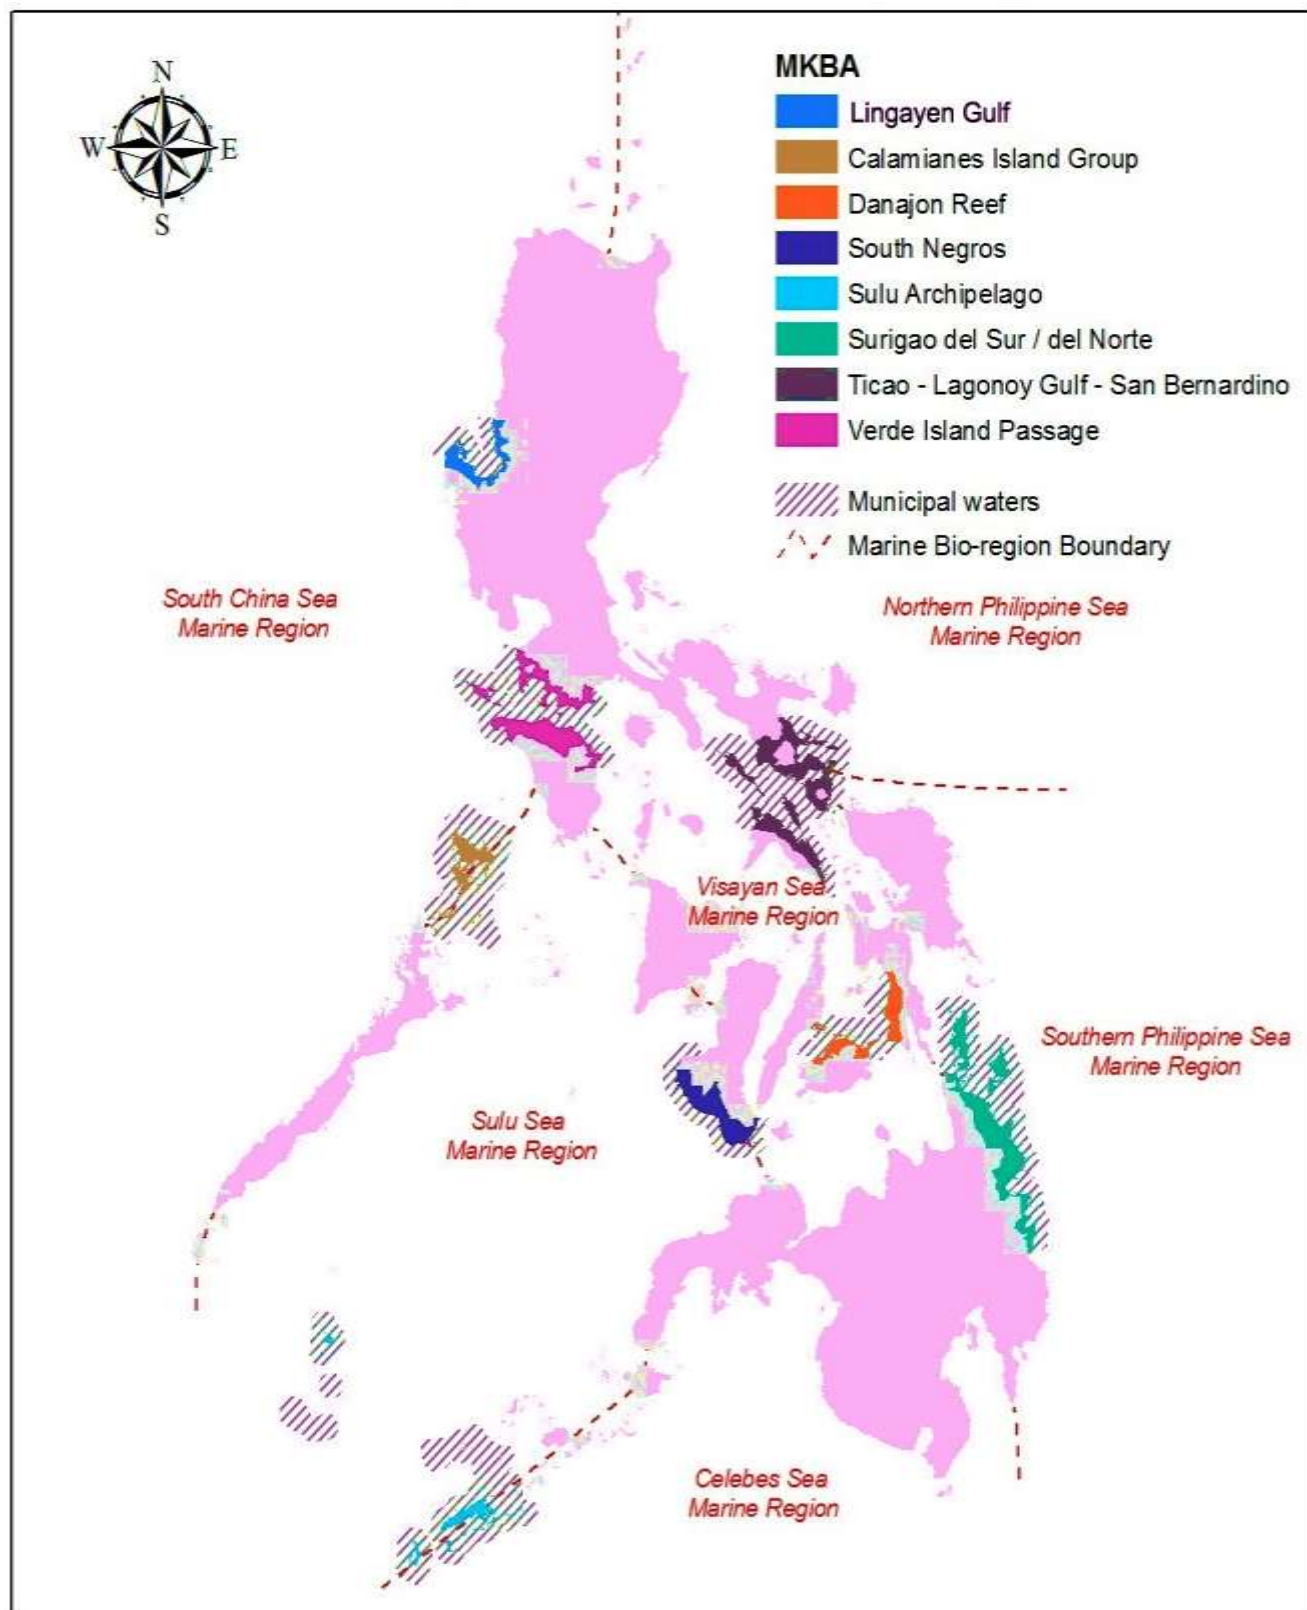 N
W
E
S
MKBA
Lingayen Gulf
Calamianes Island Group
Danajon Reef
South Negros
Sulu Archipelago
Surigao del Sur / del Norte
Ticao - Lagonoy Gulf - San Bernardino
Verde Island Passage
Municipal waters
Marine Bio-region Boundary
South China Sea
Marine Region
Northern Philippine Sea
Marine Region
Visayan Sea
Marine Region
Southern Philippine Sea
Marine Region
Sulu Sea
Marine Region
Celebes Sea
Marine Region